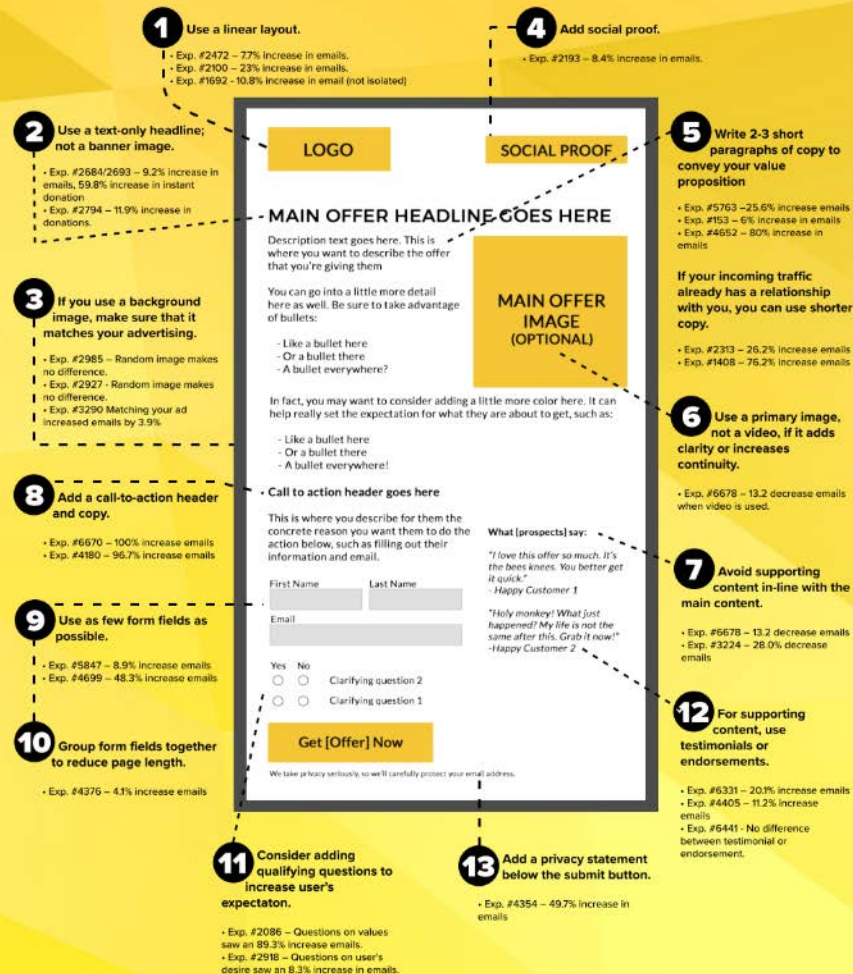 1 Use a linear layout.
• Exp. #2472 – 7.7% increase in emails.
• Exp. #2100 – 23% increase in emails.
• Exp. #1692 - 10.8% increase in email (not isolated)
4 Add social proof.
• Exp. #2193 – 8.4% increase in emails.
2 Use a text-only headline;
not a banner image.
• Exp. #2684/2693 – 9.2% increase in
emails, 59.8% increase in instant
donation
• Exp. #2794 – 11.9% increase in
donations.
3 If you use a background
image, make sure that it
matches your advertising.
• Exp. #2985 – Random image makes
no difference.
• Exp. #2927 - Random image makes
no difference.
• Exp. #3290 Matching your ad
increased emails by 3.9%
8 Add a call-to-action header
and copy.
• Exp. #6670 – 100% increase emails
• Exp. #4180 – 96.7% increase emails
9 Use as few form fields as
possible.
• Exp. #5847 – 8.9% increase emails
• Exp. #4699 – 48.3% increase emails
10 Group form fields together
to reduce page length.
• Exp. #4376 – 4.1% increase emails
LOGO
SOCIAL PROOF
MAIN OFFER HEADLINE GOES HERE
Description text goes here. This is
where you want to describe the offer
that you're giving them
You can go into a little more detail
here as well. Be sure to take advantage
of bullets:
- Like a bullet here
- Or a bullet there
- A bullet everywhere?
MAIN OFFER
IMAGE
(OPTIONAL)
In fact, you may want to consider adding a little more color here. It can
help really set the expectation for what they are about to get, such as:
- Like a bullet here
- Or a bullet there
- A bullet everywhere!
Call to action header goes here
This is where you describe for them the
concrete reason you want them to do the
action below, such as filling out their
information and email.
First Name Last Name
Email
Yes No
Clarifying question 2
Clarifying question 1
Get [Offer] Now
We take privacy seriously, so we'll carefully protect your email address.
What [prospects] say:
"I love this offer so much. It's
the bees knees. You better get
it quick."
- Happy Customer 1
"Holy monkey! What just
happened? My life is not the
same after this. Grab it now!"
-Happy Customer 2
5 Write 2-3 short
paragraphs of copy to
convey your value
proposition
• Exp. #5763 –25.6% increase emails
• Exp. #153 – 6% increase in emails
• Exp. #4652 – 80% increase in
emails
If your incoming traffic
already has a relationship
with you, you can use shorter
copy.
• Exp. #2313 – 26.2% increase emails
• Exp. #1408 – 76.2% increase emails
6 Use a primary image,
not a video, if it adds
clarity or increases
continuity.
• Exp. #6678 – 13.2 decrease emails
when video is used.
7 Avoid supporting
content in-line with the
main content.
• Exp. #6678 – 13.2 decrease emails
• Exp. #3224 – 28.0% decrease
emails
12 For supporting
content, use
testimonials or
endorsements.
• Exp. #6331 – 20.1% increase emails
• Exp. #4405 – 11.2% increase
emails
• Exp. #6441 - No difference
between testimonial or
endorsement.
11 Consider adding
qualifying questions to
increase user's
expectaton.
• Exp. #2086 – Questions on values
saw an 89.3% increase emails.
• Exp. #2918 – Questions on user's
desire saw an 8.3% increase in emails.
13 Add a privacy statement
below the submit button.
• Exp. #4354 – 49.7% increase in
emails